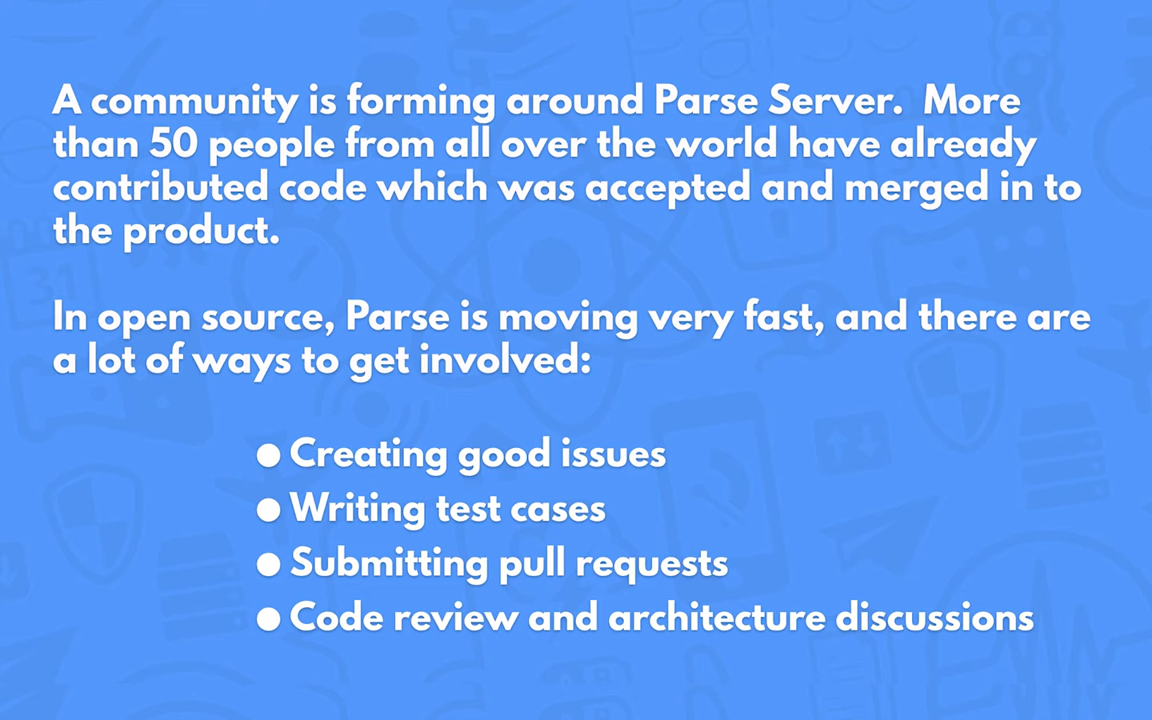 A community is forming around Parse Server.  More
than 50 people from all over the world have already
contributed code which was accepted and merged in to
the product.
In open source, Parse is moving very fast, and there are
a lot of ways to get involved:
● Creating good issues
● Writing test cases
● Submitting pull requests
● Code review and architecture discussions
31